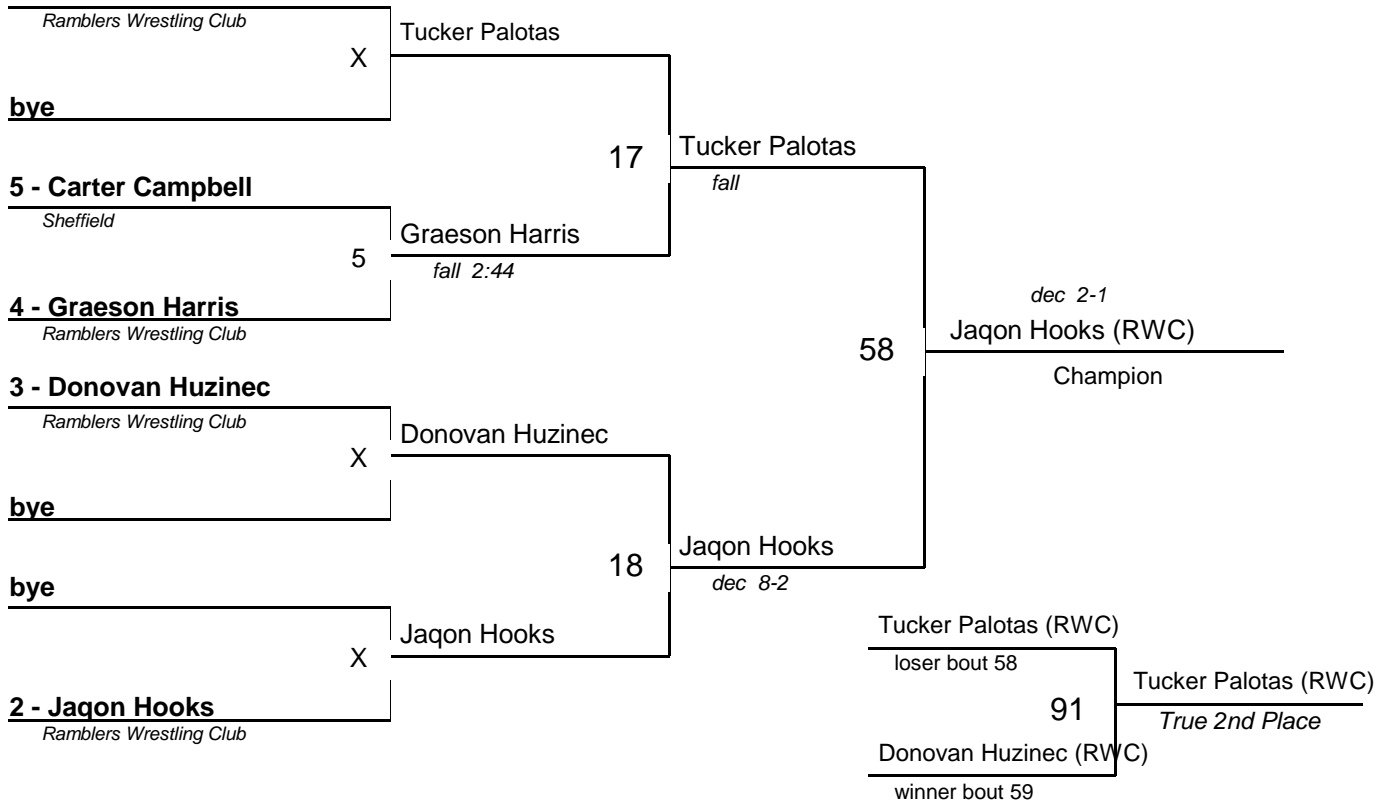 Ramblers Wrestling Club
Tucker Palotas
X
bye
17
Tucker Palotas
fall
5 - Carter Campbell
Sheffield
Graeson Harris
5
fall 2:44
4 - Graeson Harris
Ramblers Wrestling Club
dec 2-1
58
Jaqon Hooks (RWC)
Champion
3 - Donovan Huzinec
Ramblers Wrestling Club
Donovan Huzinec
X
bye
18
Jaqon Hooks
dec 8-2
bye
Jaqon Hooks
X
2 - Jaqon Hooks
Ramblers Wrestling Club
Tucker Palotas (RWC)
loser bout 58
91
Tucker Palotas (RWC)
True 2nd Place
Donovan Huzinec (RWC)
winner bout 59